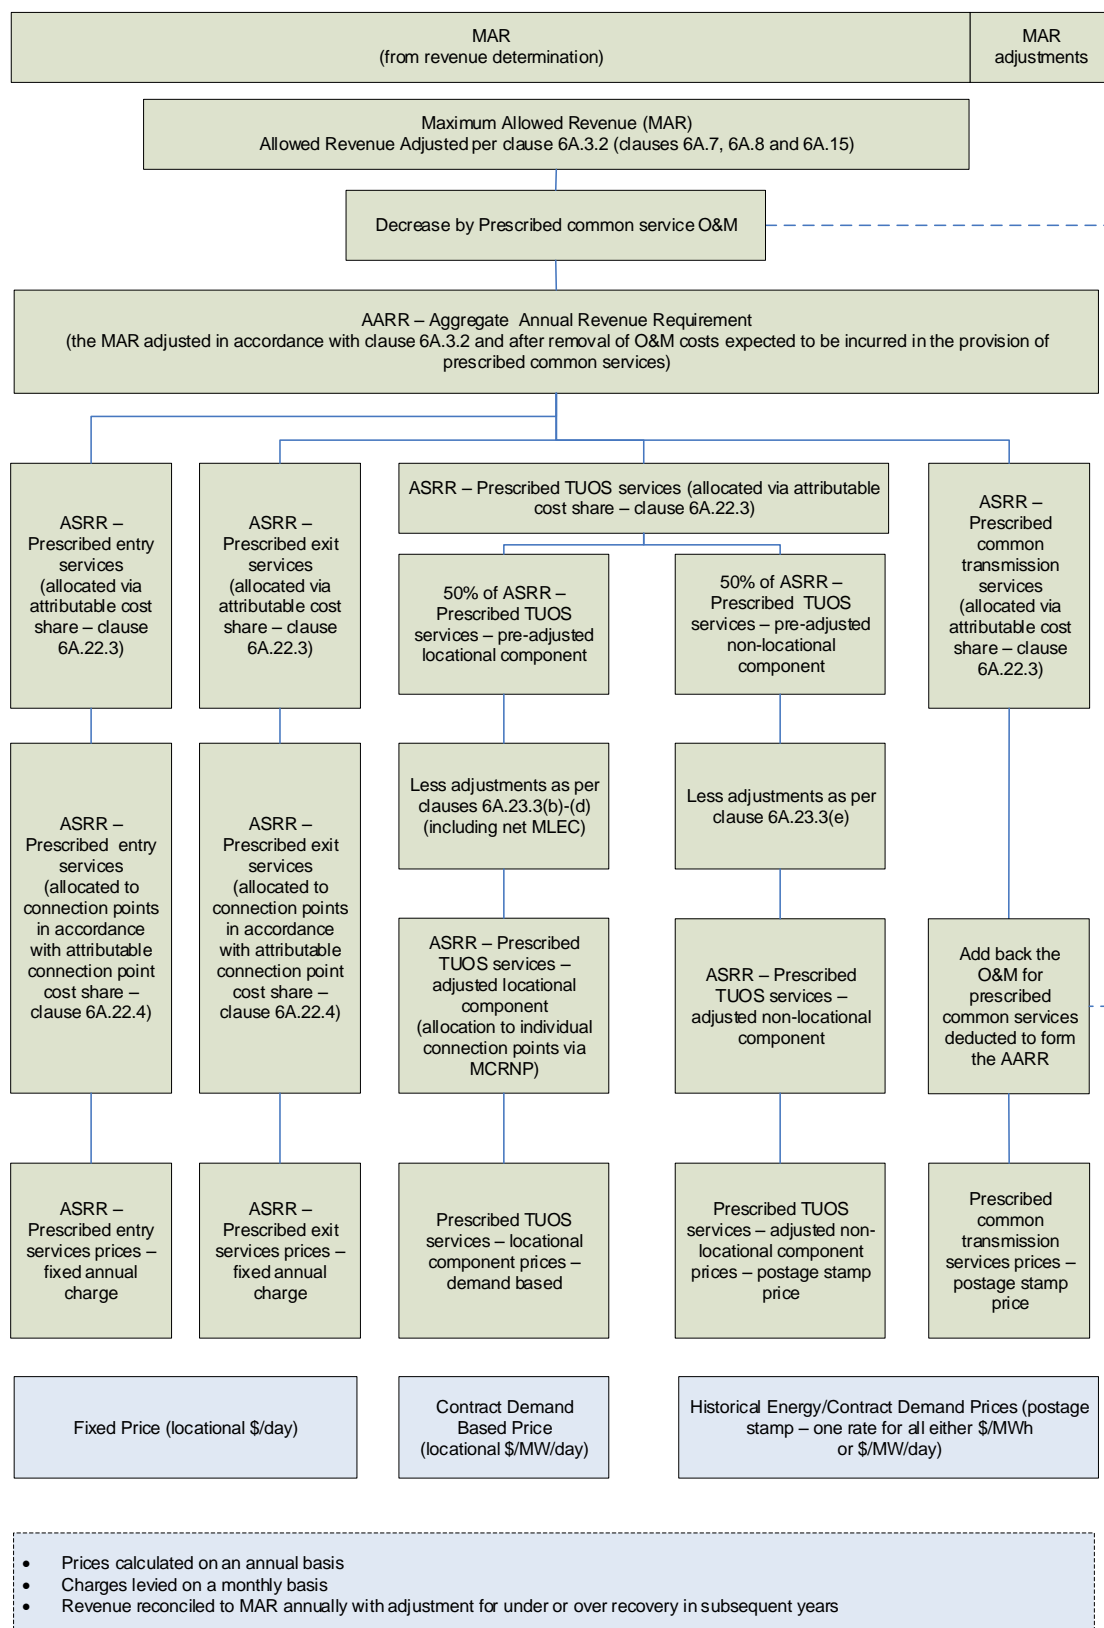 MAR
(from revenue determination)
MAR
adjustments
Maximum Allowed Revenue (MAR)
Allowed Revenue Adjusted per clause 6A.3.2 (clauses 6A.7, 6A.8 and 6A.15)
Decrease by Prescribed common service O&M
AARR – Aggregate Annual Revenue Requirement
(the MAR adjusted in accordance with clause 6A.3.2 and after removal of O&M costs expected to be incurred in the provision of
prescribed common services)
ASRR –
Prescribed entry
services
(allocated via
attributable cost
share – clause
6A.22.3)
ASRR –
Prescribed exit
services
(allocated via
attributable cost
share – clause
6A.22.3)
ASRR – Prescribed TUOS services (allocated via attributable
cost share – clause 6A.22.3)
50% of ASRR –
Prescribed TUOS
services – pre-adjusted
locational component
50% of ASRR –
Prescribed TUOS
services – pre-adjusted
non-locational
component
ASRR –
Prescribed
common
transmission
services
(allocated via
attributable cost
share – clause
6A.22.3)
ASRR –
Prescribed entry
services
(allocated to
connection points
in accordance
with attributable
connection point
cost share –
clause 6A.22.4)
ASRR –
Prescribed exit
services
(allocated to
connection points
in accordance
with attributable
connection point
cost share –
clause 6A.22.4)
Less adjustments as per
clauses 6A.23.3(b)-(d)
(including net MLEC)
Less adjustments as per
clause 6A.23.3(e)
ASRR – Prescribed
TUOS services –
adjusted locational
component
(allocation to individual
connection points via
MCRNP)
ASRR – Prescribed
TUOS services –
adjusted non-locational
component
Add back the
O&M for
prescribed
common services
deducted to form
the AARR
ASRR –
Prescribed entry
services prices –
fixed annual
charge
ASRR –
Prescribed exit
services prices –
fixed annual
charge
Prescribed TUOS
services – locational
component prices –
demand based
Prescribed TUOS
services – adjusted non-
locational component
prices – postage stamp
price
Prescribed
common
transmission
services prices –
postage stamp
price
Fixed Price (locational $/day)
Contract Demand
Based Price
(locational $/MW/day)
Historical Energy/Contract Demand Prices (postage
stamp – one rate for all either $/MWh
or $/MW/day)
• Prices calculated on an annual basis
• Charges levied on a monthly basis
• Revenue reconciled to MAR annually with adjustment for under or over recovery in subsequent years